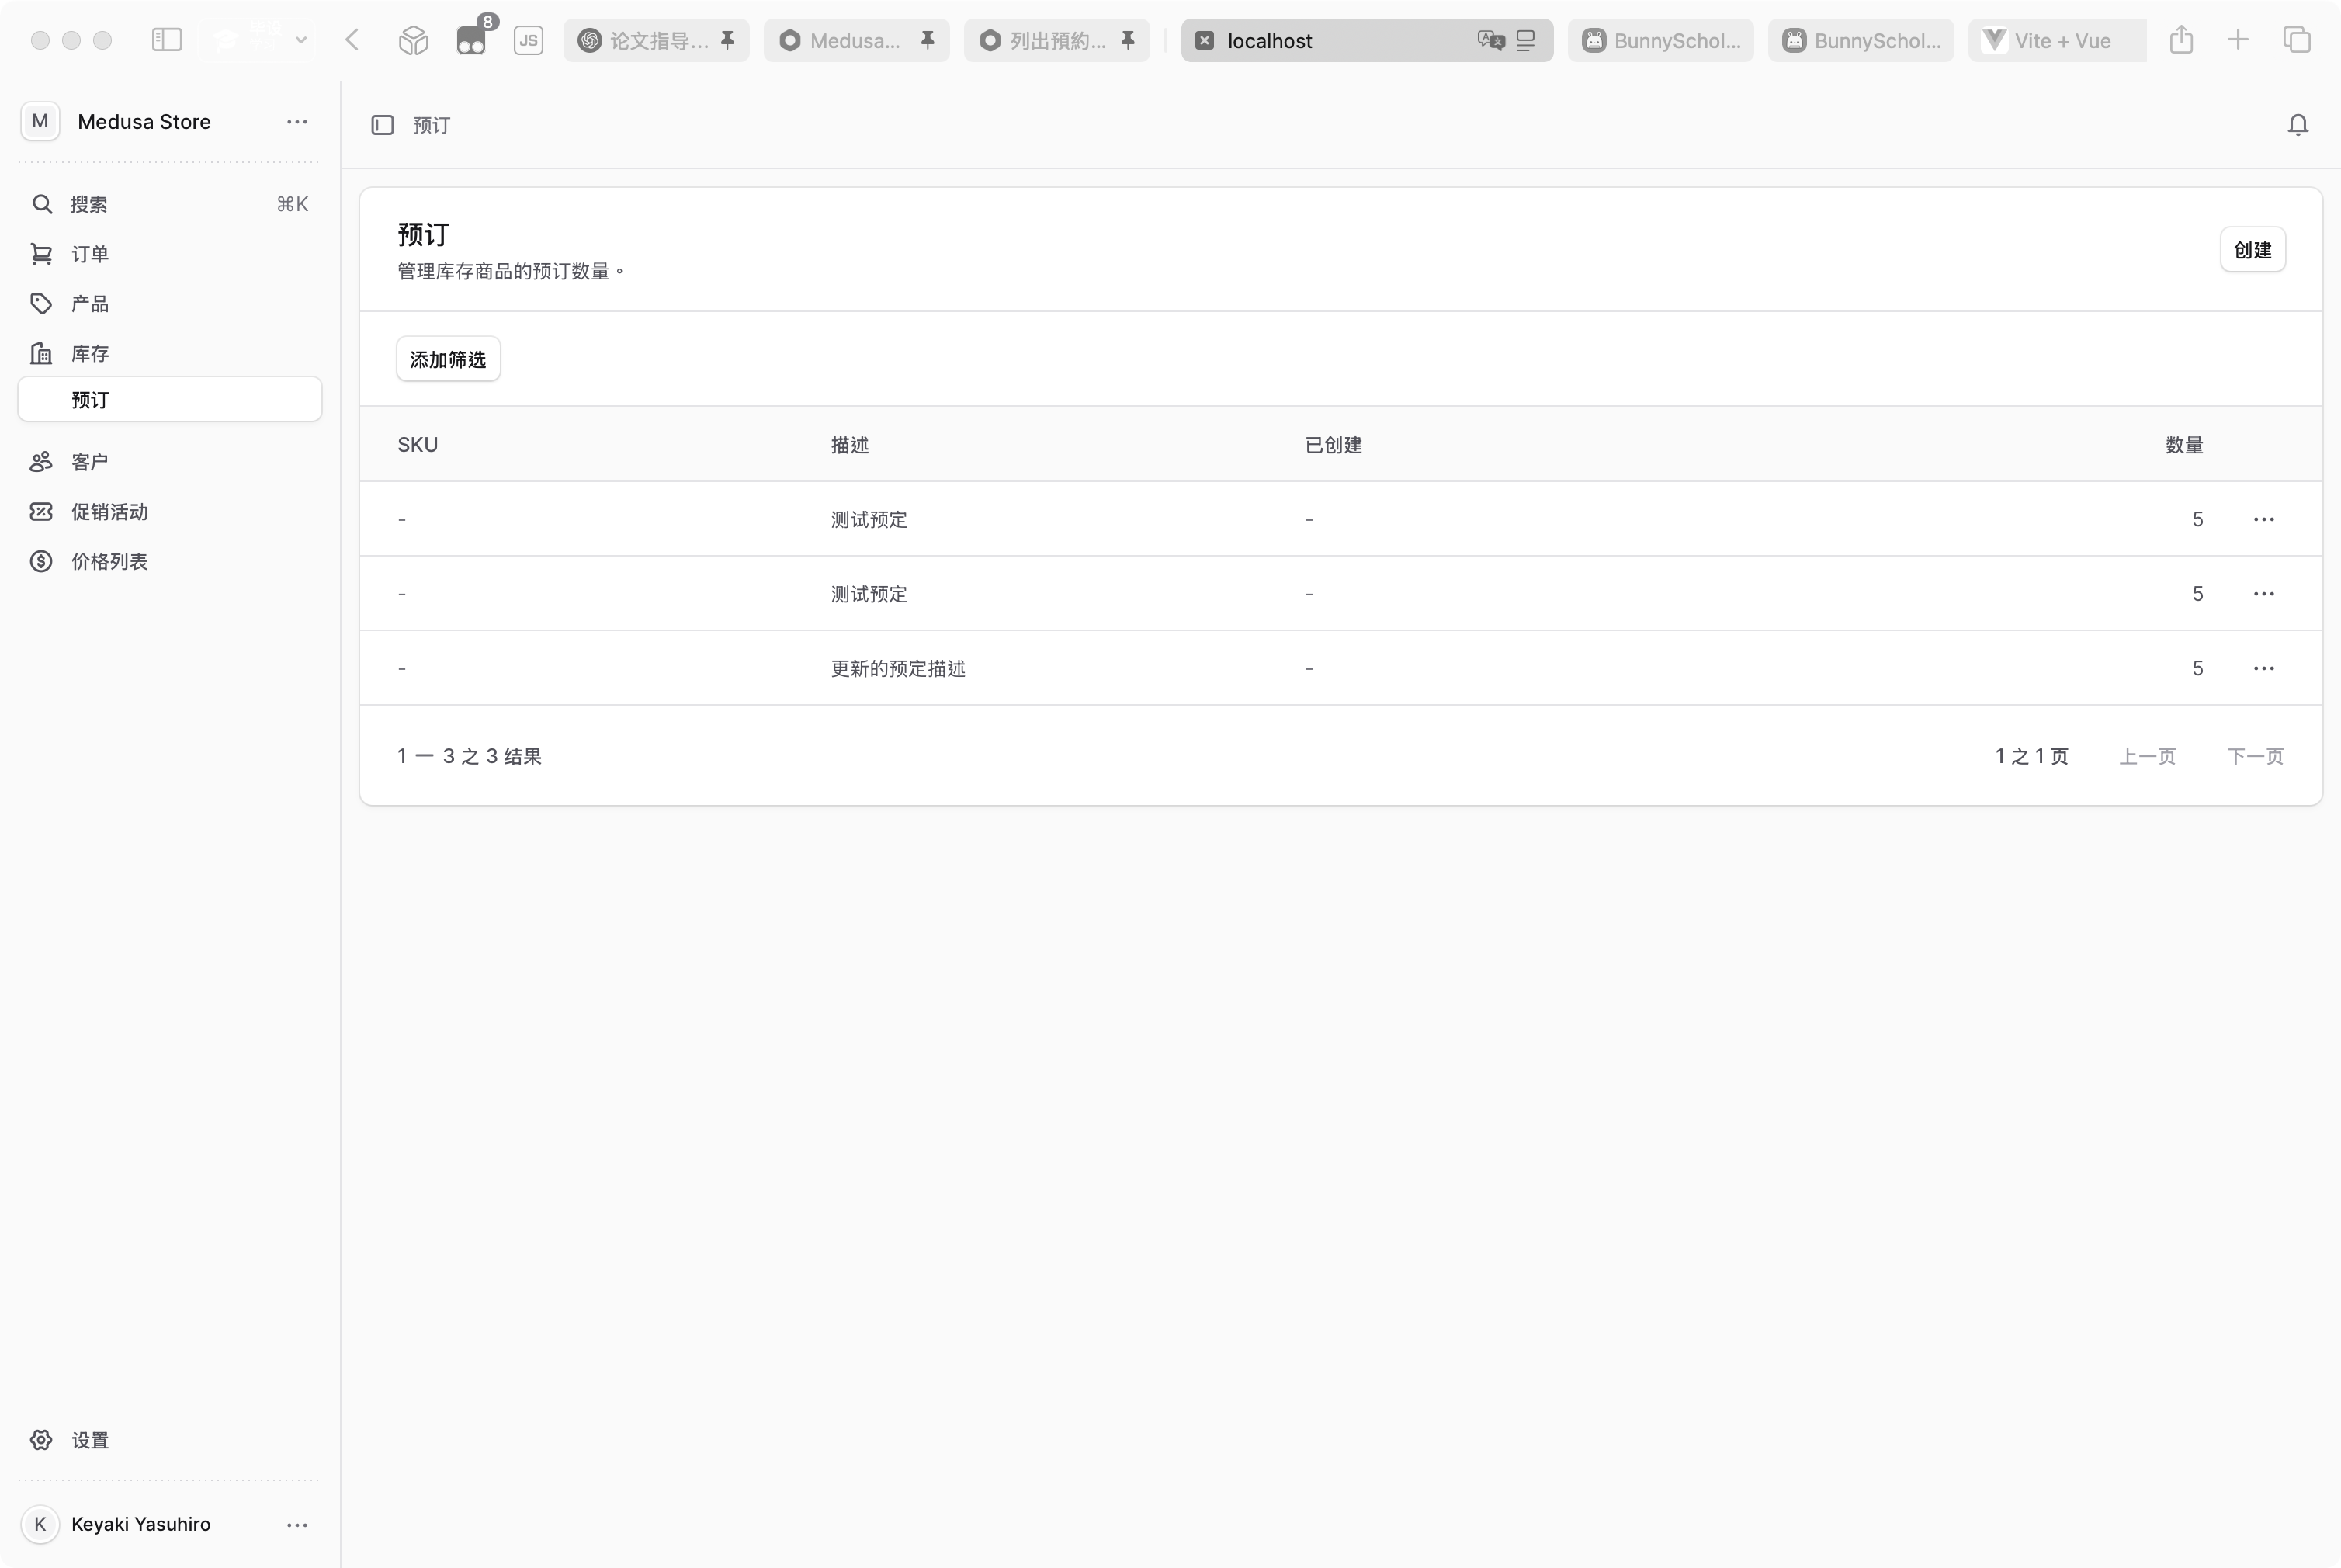 8
JS
论文指导...
Medusa...
列出預約...
localhost
BunnySchol...
BunnySchol...
Vite + Vue
M
Medusa Store
预订
搜索
⌘K
订单
产品
库存
预订
客户
促销活动
价格列表
预订
管理库存商品的预订数量。
创建
添加筛选
SKU 描述 已创建 数量
- 测试预定 - 5
- 测试预定 - 5
- 更新的预定描述 - 5
1 — 3 之 3 结果
1 之 1 页 上一页 下一页
设置
K
Keyaki Yasuhiro